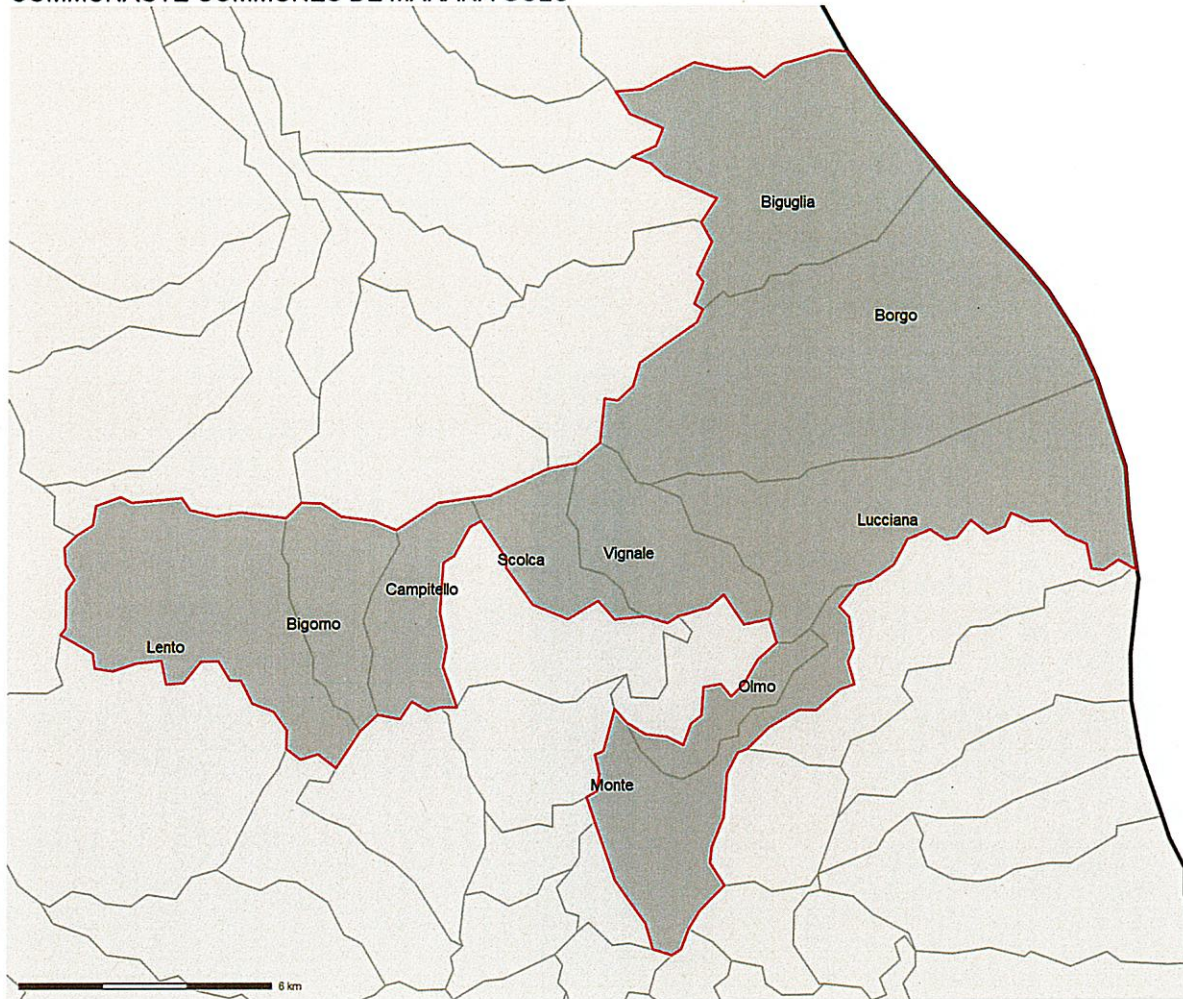 Biguglia
Borgo
Lucciana
Scolca
Vignale
Campitello
Bigorno
Lento
Olmo
Monte
6 km